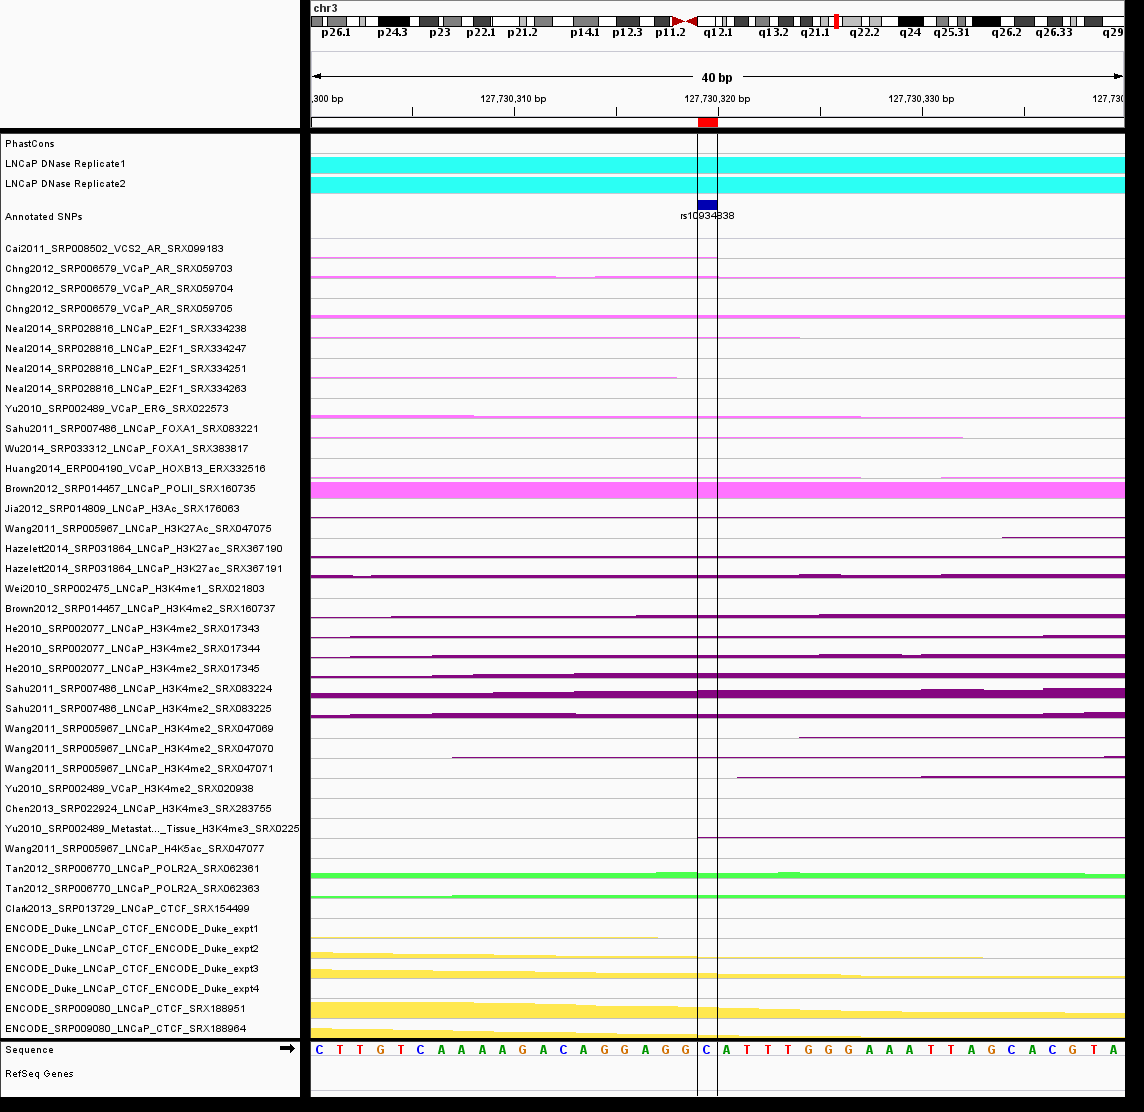 chr3
p26.1 p24.3 p23 p22.1 p21.2 p14.1 p12.3 p11.2 q12.1 q13.2 q21.1 q22.2 q24 q25.31 q26.2 q26.33 q29
40 bp
,300 bp 127,730,310 bp 127,730,320 bp 127,730,330 bp 127,730
PhastCons
LNCaP DNase Replicate1
LNCaP DNase Replicate2
Annotated SNPs
rs10934838
Cai2011_SRP008502_VCS2_AR_SRX099183
Chng2012_SRP006579_VCaP_AR_SRX059703
Chng2012_SRP006579_VCaP_AR_SRX059704
Chng2012_SRP006579_VCaP_AR_SRX059705
Neal2014_SRP028816_LNCaP_E2F1_SRX334238
Neal2014_SRP028816_LNCaP_E2F1_SRX334247
Neal2014_SRP028816_LNCaP_E2F1_SRX334251
Neal2014_SRP028816_LNCaP_E2F1_SRX334263
Yu2010_SRP002489_VCaP_ERG_SRX022573
Sahu2011_SRP007486_LNCaP_FOXA1_SRX083221
Wu2014_SRP033312_LNCaP_FOXA1_SRX383817
Huang2014_ERP004190_VCaP_HOXB13_ERX332516
Brown2012_SRP014457_LNCaP_POLII_SRX160735
Jia2012_SRP014809_LNCaP_H3Ac_SRX176063
Wang2011_SRP005967_LNCaP_H3K27Ac_SRX047075
Hazelett2014_SRP031864_LNCaP_H3K27ac_SRX367190
Hazelett2014_SRP031864_LNCaP_H3K27ac_SRX367191
Wei2010_SRP002475_LNCaP_H3K4me1_SRX021803
Brown2012_SRP014457_LNCaP_H3K4me2_SRX160737
He2010_SRP002077_LNCaP_H3K4me2_SRX017343
He2010_SRP002077_LNCaP_H3K4me2_SRX017344
He2010_SRP002077_LNCaP_H3K4me2_SRX017345
Sahu2011_SRP007486_LNCaP_H3K4me2_SRX083224
Sahu2011_SRP007486_LNCaP_H3K4me2_SRX083225
Wang2011_SRP005967_LNCaP_H3K4me2_SRX047069
Wang2011_SRP005967_LNCaP_H3K4me2_SRX047070
Wang2011_SRP005967_LNCaP_H3K4me2_SRX047071
Yu2010_SRP002489_VCaP_H3K4me2_SRX020938
Chen2013_SRP022924_LNCaP_H3K4me3_SRX283755
Yu2010_SRP002489_Metastat..._Tissue_H3K4me3_SRX0225
Wang2011_SRP005967_LNCaP_H4K5ac_SRX047077
Tan2012_SRP006770_LNCaP_POLR2A_SRX062361
Tan2012_SRP006770_LNCaP_POLR2A_SRX062363
Clark2013_SRP013729_LNCaP_CTCF_SRX154499
ENCODE_Duke_LNCaP_CTCF_ENCODE_Duke_expt1
ENCODE_Duke_LNCaP_CTCF_ENCODE_Duke_expt2
ENCODE_Duke_LNCaP_CTCF_ENCODE_Duke_expt3
ENCODE_Duke_LNCaP_CTCF_ENCODE_Duke_expt4
ENCODE_SRP009080_LNCaP_CTCF_SRX188951
ENCODE_SRP009080_LNCaP_CTCF_SRX188964
Sequence C T T G T C A A A A G A C A G G A G G C A T T T G G G A A A T T A G C A C G T A
RefSeq Genes